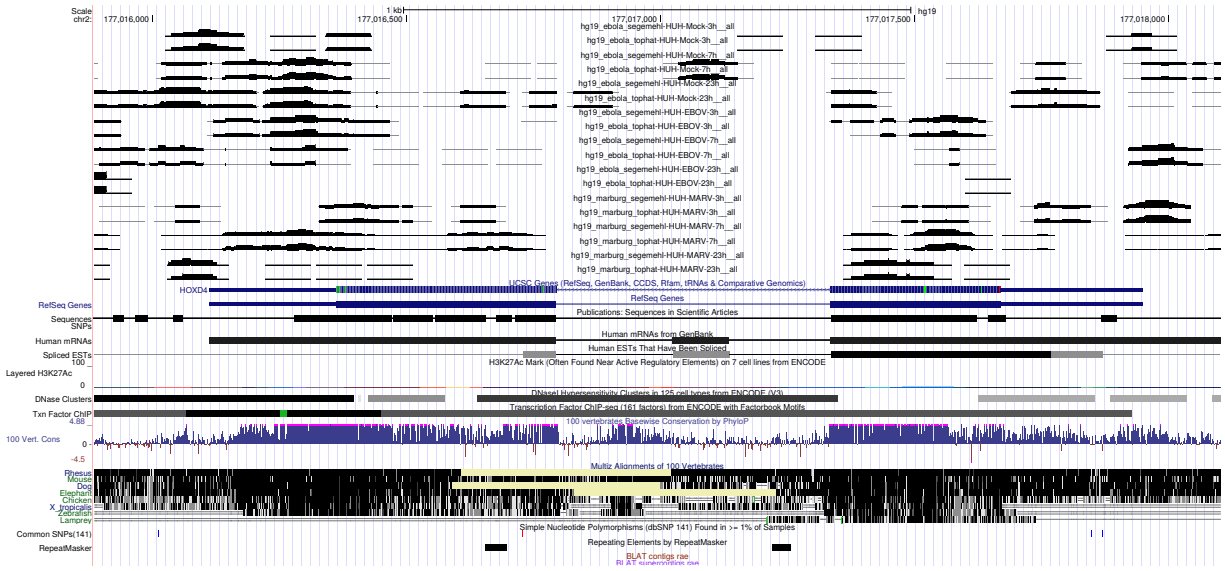 Scale 1 kb hg19
chr2: 177,016,000 177,016,500 177,017,000 177,017,500 177,018,000
hg19_ebola_segemehl-HUH-Mock-3h__all
hg19_ebola_tophat-HUH-Mock-3h__all
hg19_ebola_segemehl-HUH-Mock-7h__all
hg19_ebola_tophat-HUH-Mock-7h__all
hg19_ebola_segemehl-HUH-Mock-23h__all
hg19_ebola_tophat-HUH-Mock-23h__all
hg19_ebola_segemehl-HUH-EBOV-3h__all
hg19_ebola_tophat-HUH-EBOV-3h__all
hg19_ebola_segemehl-HUH-EBOV-7h__all
hg19_ebola_tophat-HUH-EBOV-7h__all
hg19_ebola_segemehl-HUH-EBOV-23h__all
hg19_ebola_tophat-HUH-EBOV-23h__all
hg19_marburg_segemehl-HUH-MARV-3h__all
hg19_marburg_tophat-HUH-MARV-3h__all
hg19_marburg_segemehl-HUH-MARV-7h__all
hg19_marburg_tophat-HUH-MARV-7h__all
hg19_marburg_segemehl-HUH-MARV-23h__all
hg19_marburg_tophat-HUH-MARV-23h__all
UCSC Genes (RefSeq, GenBank, CCDS, Rfam, tRNAs & Comparative Genomics)
HOXD4
RefSeq Genes
RefSeq Genes
Publications: Sequences in Scientific Articles
Sequences
SNPs
Human mRNAs from GenBank
Human mRNAs
Human ESTs That Have Been Spliced
Spliced ESTs
H3K27Ac Mark (Often Found Near Active Regulatory Elements) on 7 cell lines from ENCODE
100
Layered H3K27Ac
0
DNaseI Hypersensitivity Clusters in 125 cell types from ENCODE (V3)
DNase Clusters
Transcription Factor ChIP-seq (161 factors) from ENCODE with Factorbook Motifs
Txn Factor ChIP
100 vertebrates Basewise Conservation by PhyloP
4.88
100 Vert. Cons
0
-4.5
Multiz Alignments of 100 Vertebrates
Rhesus
Mouse
Dog
Elephant
Chicken
X_tropicalis
Zebrafish
Lamprey
Simple Nucleotide Polymorphisms (dbSNP 141) Found in >= 1% of Samples
Common SNPs(141)
Repeating Elements by RepeatMasker
RepeatMasker
BLAT contigs rae
BLAT supercontigs rae